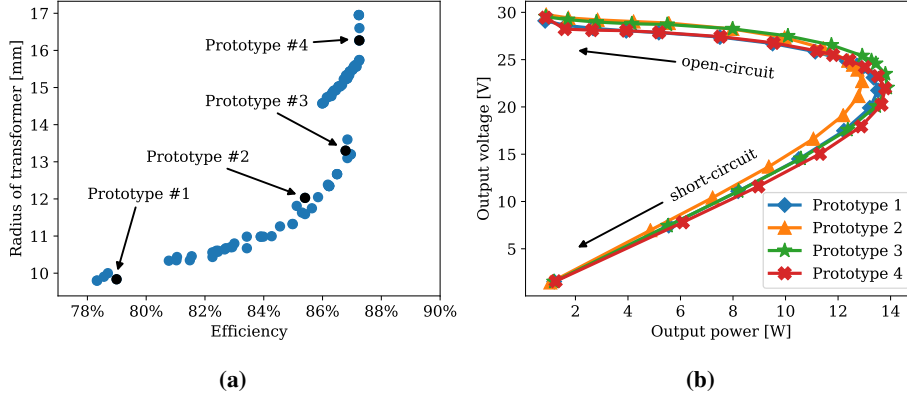 17
16
15
14
13
12
11
10
Radius of transformer [mm]
Prototype #4
Prototype #3
Prototype #2
Prototype #1
78%
80%
82%
84%
86%
88%
90%
Efficiency
(a)
30
25
20
15
10
5
Output voltage [V]
open-circuit
short-circuit
Prototype 1
Prototype 2
Prototype 3
Prototype 4
2
4
6
8
10
12
14
Output power [W]
(b)